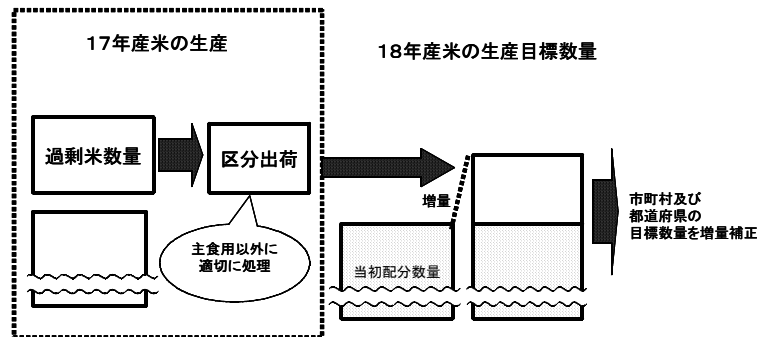 17年産米の生産
18年産米の生産目標数量
過剰米数量
区分出荷
主食用以外に
適切に処理
増量
当初配分数量
市町村及び
都道府県の
目標数量を増量補正